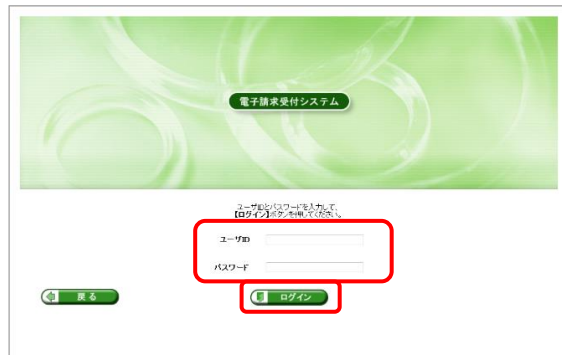 電子請求受付システム
ユーザIDとパスワードを入力して、
【ログイン】ボタンを押してください。
ユーザID
パスワード
戻る
ログイン